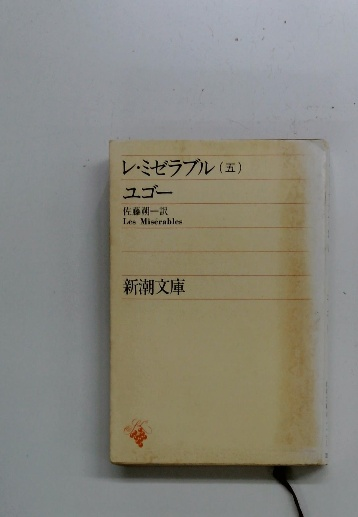 レ・ミゼラブル(五)
ユゴー
佐藤朔一訳
Les Misérables
新潮文庫